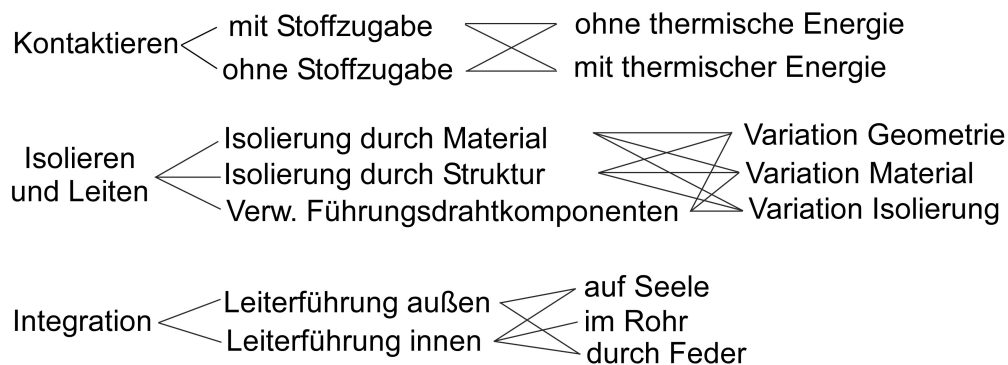 Kontaktieren
mit Stoffzugabe
ohne thermische Energie
ohne Stoffzugabe
mit thermischer Energie
Isolieren
und Leiten
Isolierung durch Material
Variation Geometrie
Isolierung durch Struktur
Variation Material
Verw. Führungsdrahtkomponenten
Variation Isolierung
Integration
Leiterführung außen
auf Seele
Leiterführung innen
im Rohr
durch Feder